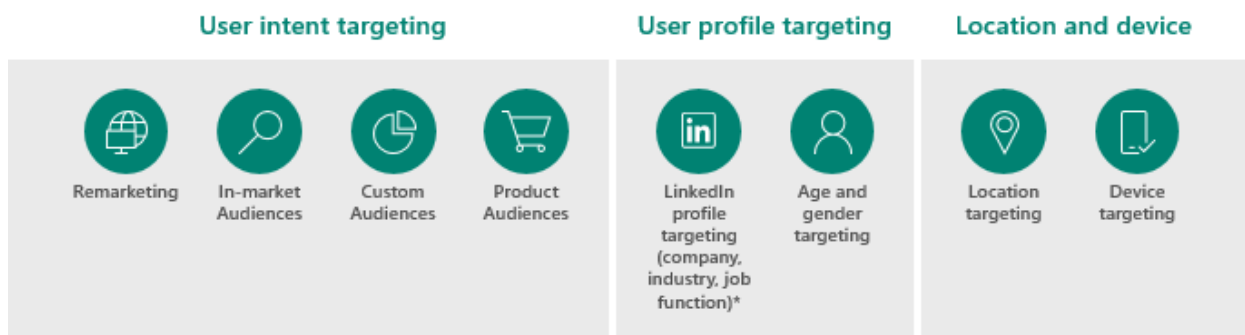 User intent targeting
User profile targeting
Location and device
Remarketing
In-market
Audiences
Custom
Audiences
Product
Audiences
in
LinkedIn
profile
targeting
(company,
industry, job
function)*
Age and
gender
targeting
Location
targeting
Device
targeting